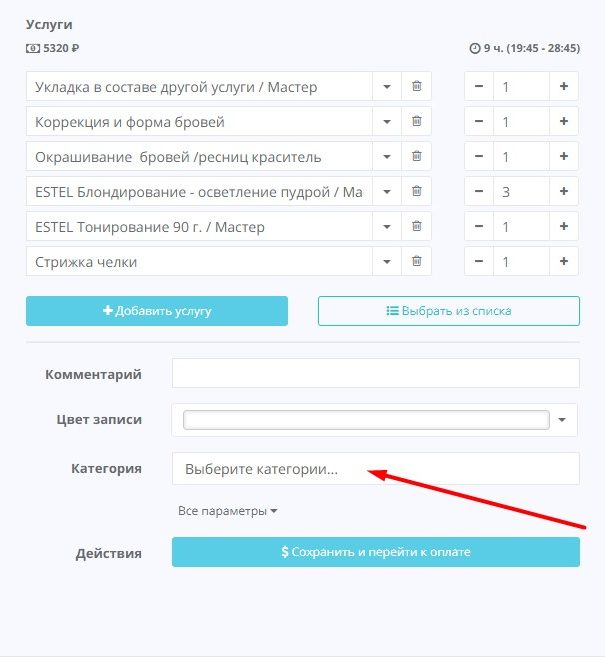 Услуги
5320 ₽ 9 ч. (19:45 - 28:45)
Укладка в составе другой услуги / Мастер 1
Коррекция и форма бровей 1
Окрашивание бровей /ресниц краситель 1
ESTEL Блондирование - осветление пудрой / Ма 3
ESTEL Тонирование 90 г. / Мастер 1
Стрижка челки 1
+ Добавить услугу Выбрать из списка
Комментарий
Цвет записи
Категория Выберите категории...
Все параметры
Действия $ Сохранить и перейти к оплате